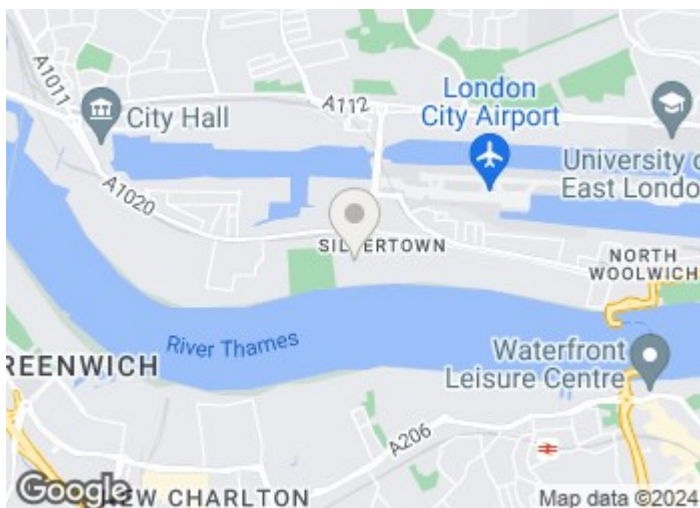 A1011
City Hall
A112
London
City Airport
University o
East Londo
A1020
SILVERTOWN
NORTH
WOOLWICH
River Thames
REENWICH
Waterfront
Leisure Centre
A206
Google
EW CHARLTON
Map data ©2024